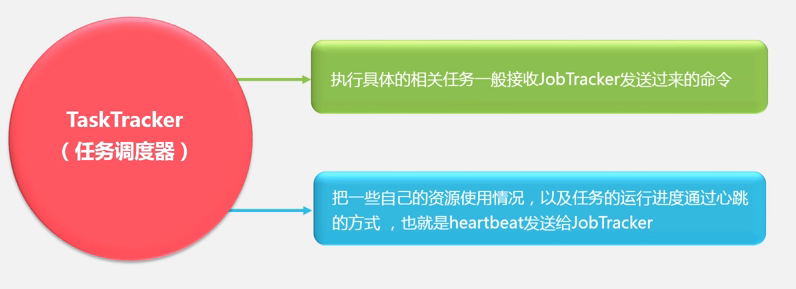 TaskTracker
（任务调度器）
执行具体的相关任务一般接收JobTracker发送过来的命令
把一些自己的资源使用情况，以及任务的运行进度通过心跳
的方式 ，也就是heartbeat发送给JobTracker